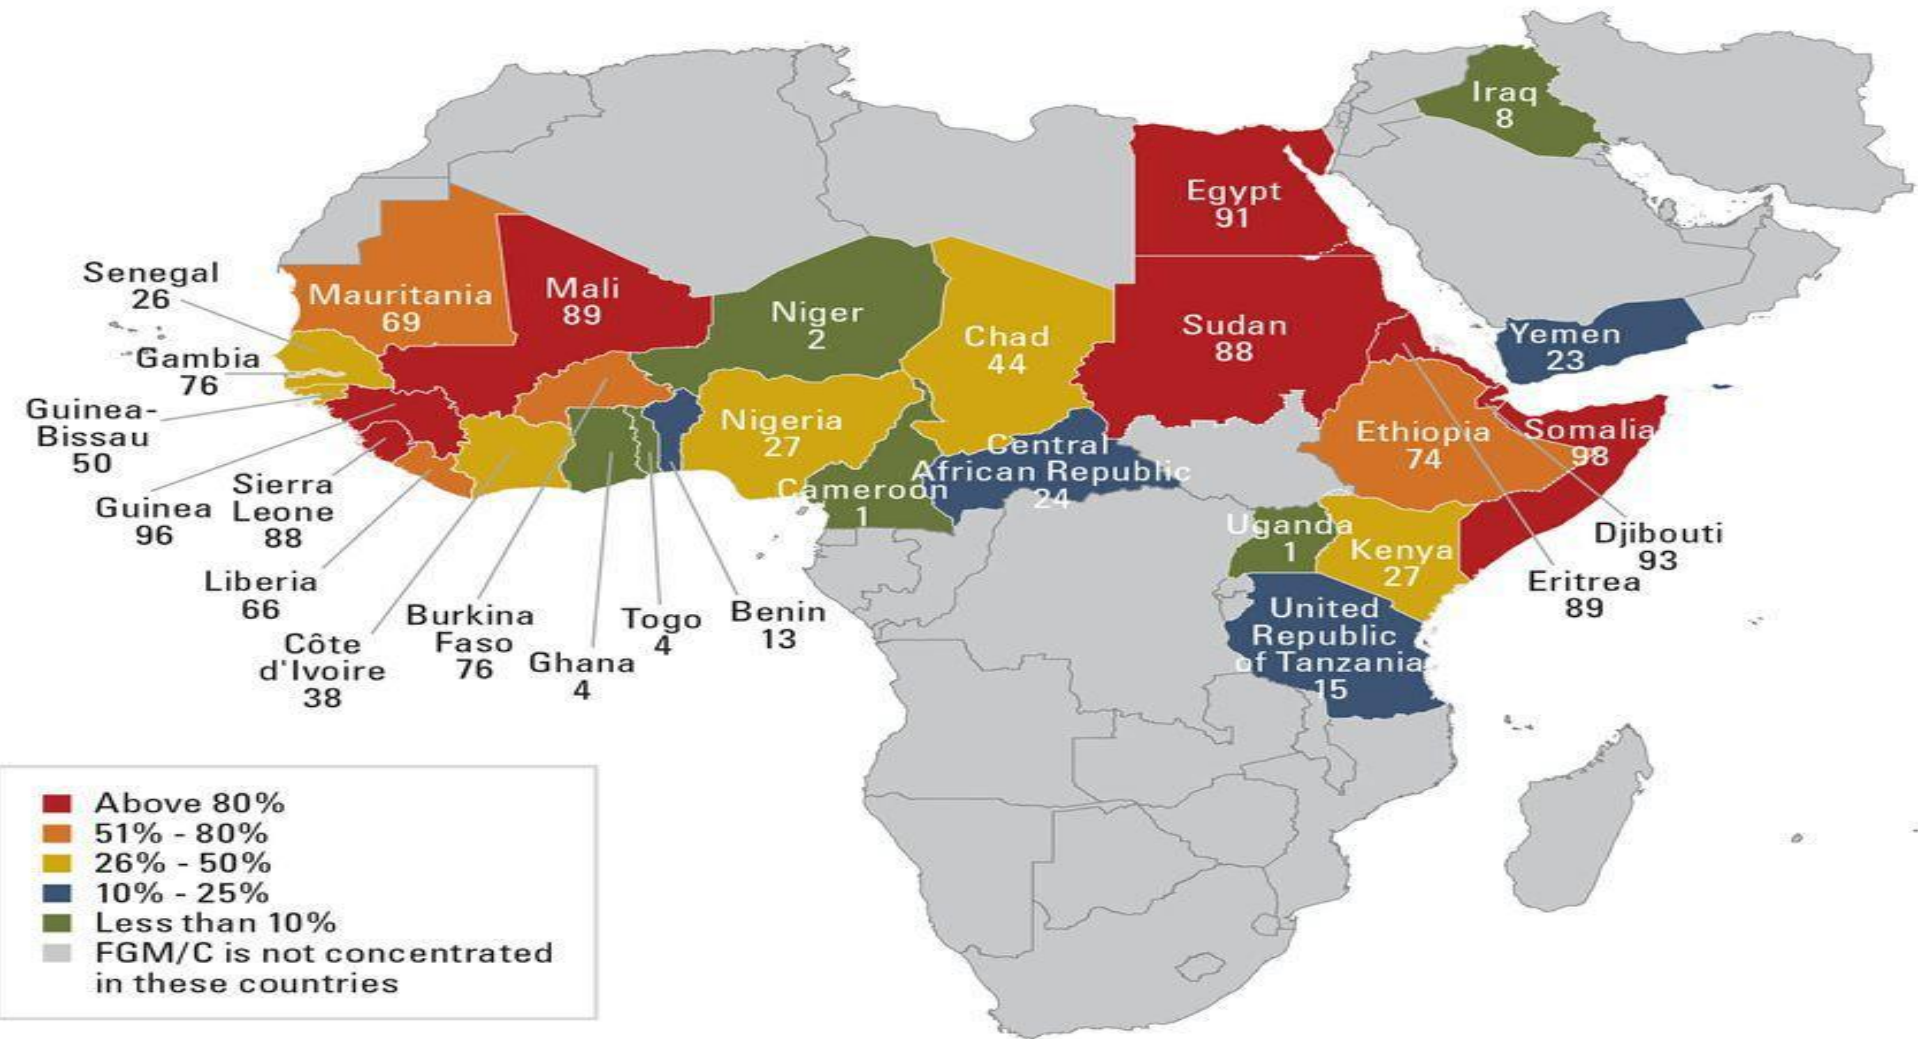 Iraq
8
Egypt
91
Senegal
26
Mauritania
69
Mali
89
Niger
2
Chad
44
Sudan
88
Yemen
23
Gambia
76
Guinea-
Bissau
50
Nigeria
27
Central
African Republic
24
Ethiopia
74
Somalia
98
Guinea
96
Sierra
Leone
88
Cameroon
1
Uganda
1
Kenya
27
Djibouti
93
Eritrea
89
Liberia
66
Côte
d'Ivoire
38
Burkina
Faso
76
Ghana
4
Togo
4
Benin
13
United
Republic
of Tanzania
15
Above 80%
51% - 80%
26% - 50%
10% - 25%
Less than 10%
FGM/C is not concentrated
in these countries